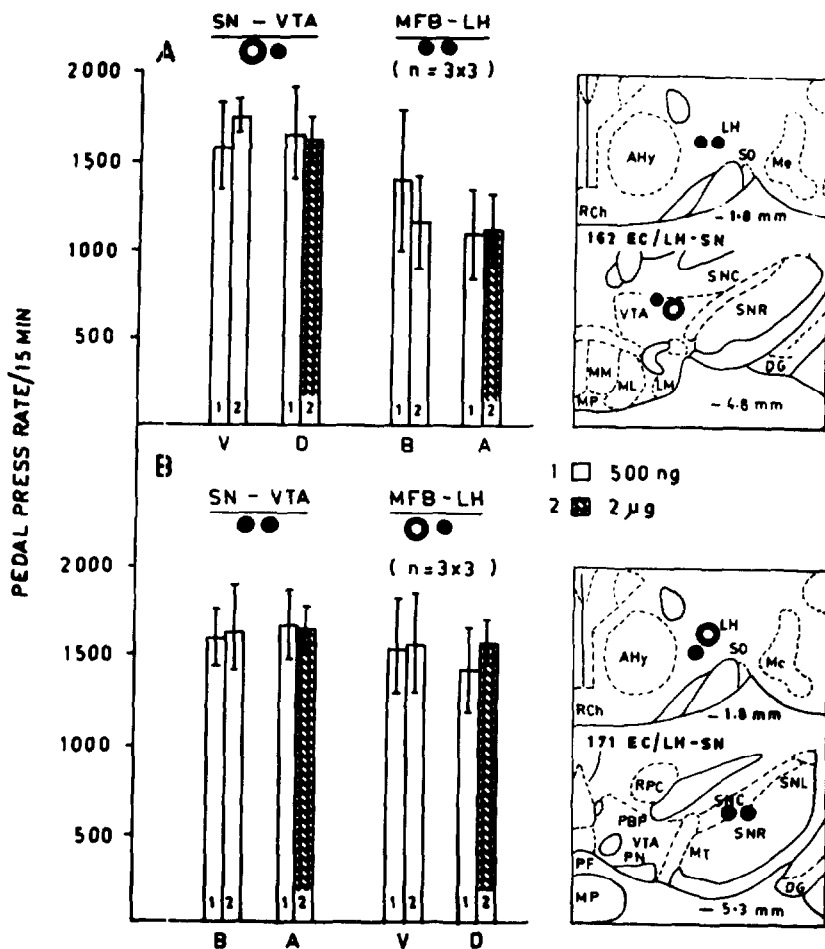 SN - VTA
MFB-LH
A
(n = 3x3)
2000
1500
1000
500
1 2
1 2
1 2
1 2
V
D
B
A
PEDAL PRESS RATE/15 MIN
B
SN - VTA
MFB-LH
(n=3x3)
2000
1500
1000
500
1 2
1 2
1 2
1 2
B
A
V
D
1 500 ng
2 2 µg
LH
AHy
SO
Me
RCh
- 1.8 mm
162 EC/LH-SN
SNC
VTA
SNR
MM
ML
LM
DG
MP
- 4.8 mm
LH
AHy
SO
Me
RCh
- 1.8 mm
171 EC/LH-SN
RPC
SNL
SNC
PBP
SNR
VTA
MT
PN
PF
DG
MP
- 5.3 mm